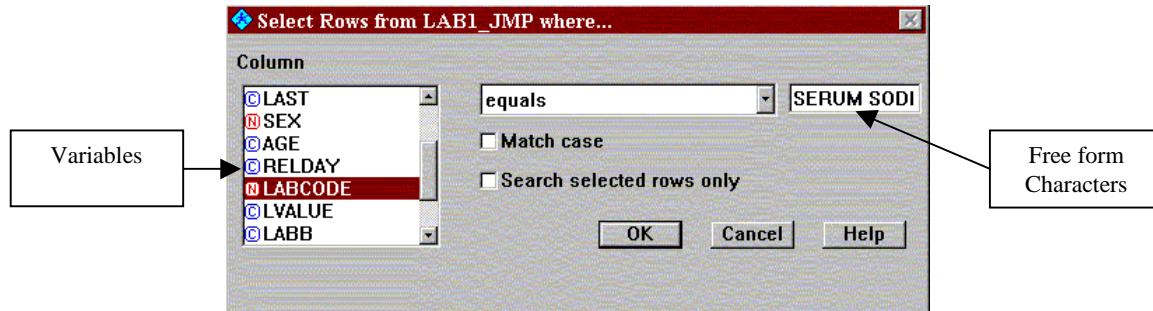 Select Rows from LAB1_JMP where...
Column
C LAST
N SEX
C AGE
C RELDAY
N LABCODE
C LVALUE
C LABB
equals
SERUM SODI
Match case
Search selected rows only
OK Cancel Help
Variables
Free form
Characters